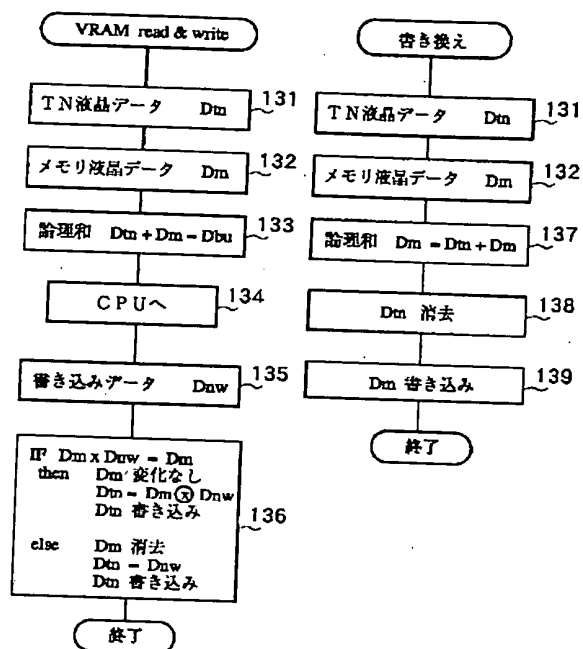 VRAM read & write
TN液晶データ Dtn 131
メモリ液晶データ Dm 132
論理和 Dtn + Dm = Dbu 133
CPUへ 134
書き込みデータ Dnw 135
IF Dm x Dnw = Dm
then Dm 変化なし
Dtn = Dm ⓧ Dnw
Dtn 書き込み
136
else Dm 消去
Dtn = Dnw
Dtn 書き込み
終了
書き換え
TN液晶データ Dtn 131
メモリ液晶データ Dm 132
論理和 Dm = Dtn + Dm 137
Dm 消去 138
Dm 書き込み 139
終了